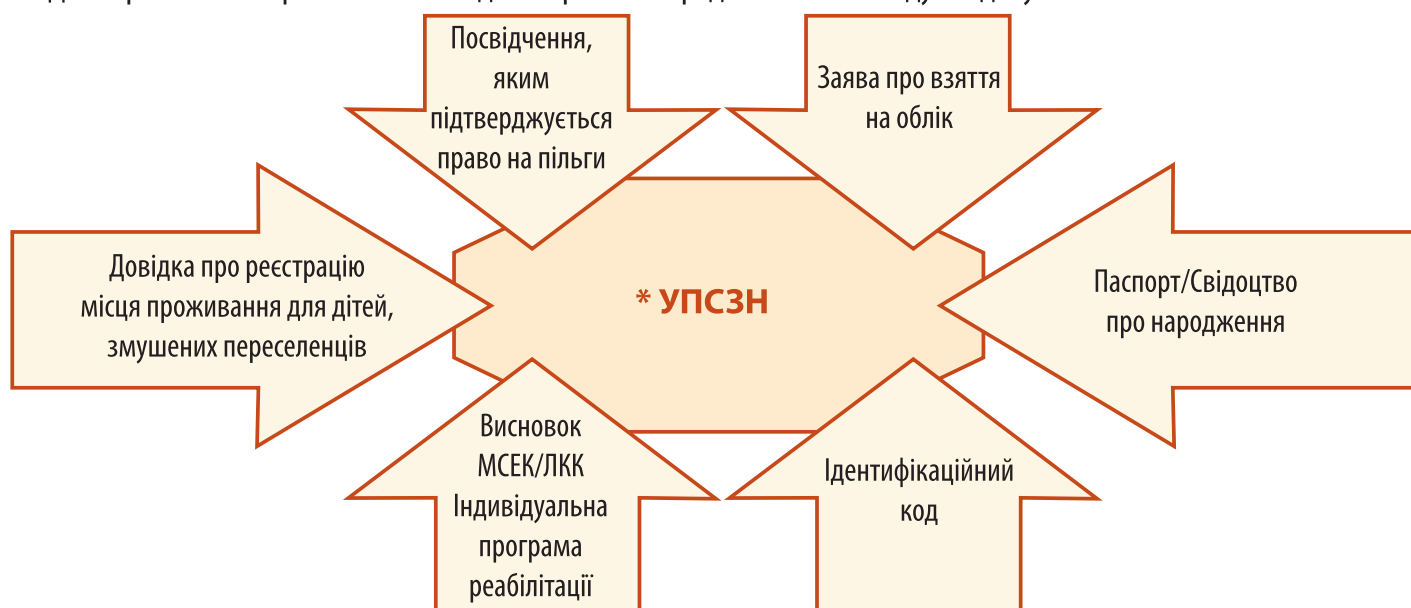 Посвідчення,
яким
підтверджується
право на пільги
Заява про взяття
на облік
Довідка про реєстрацію
місця проживання для дітей,
змушених переселенців
* УПСЗН
Паспорт/Свідоцтво
про народження
Висновок
МСЕК/ЛКК
Індивідуальна
програма
реабілітації
Ідентифікаційний
код